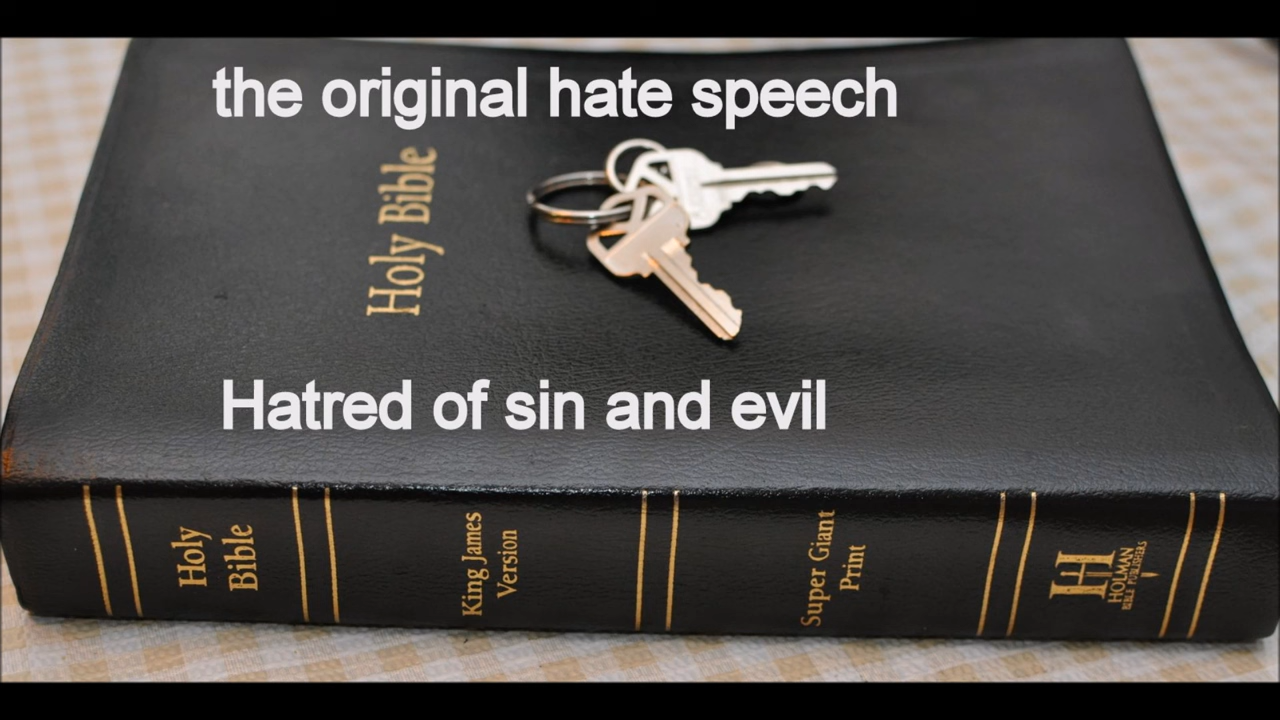 the original hate speech
Holy Bible
Hatred of sin and evil
Holy
Bible
King James
Version
Super Giant
Print
HOLMAN
BIBLE PUBLISHERS